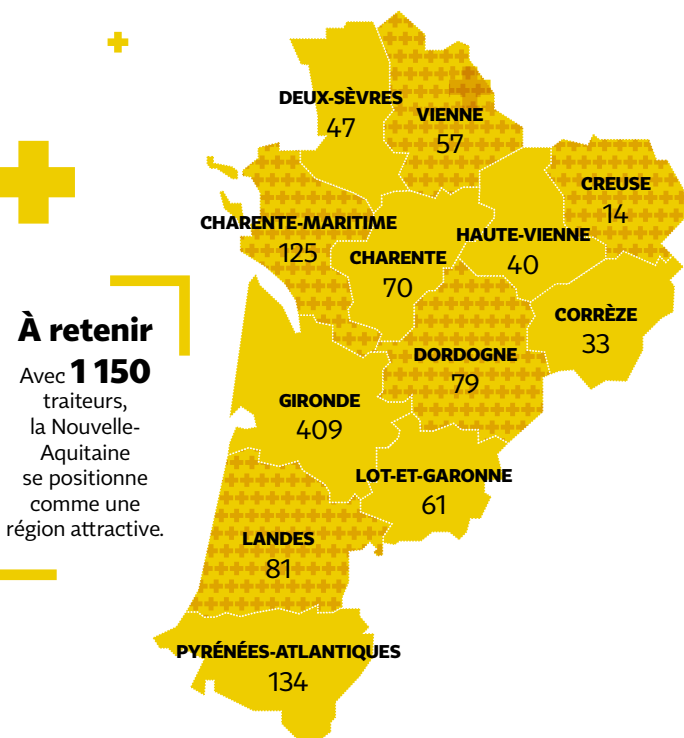 DEUX-SÈVRES
47
VIENNE
57
CREUSE
14
CHARENTE-MARITIME
125
CHARENTE
70
HAUTE-VIENNE
40
CORRÈZE
33
À retenir
Avec 1 150
traiteurs,
la Nouvelle-
Aquitaine
se positionne
comme une
région attractive.
DORDOGNE
79
GIRONDE
409
LOT-ET-GARONNE
61
LANDES
81
PYRÉNÉES-ATLANTIQUES
134